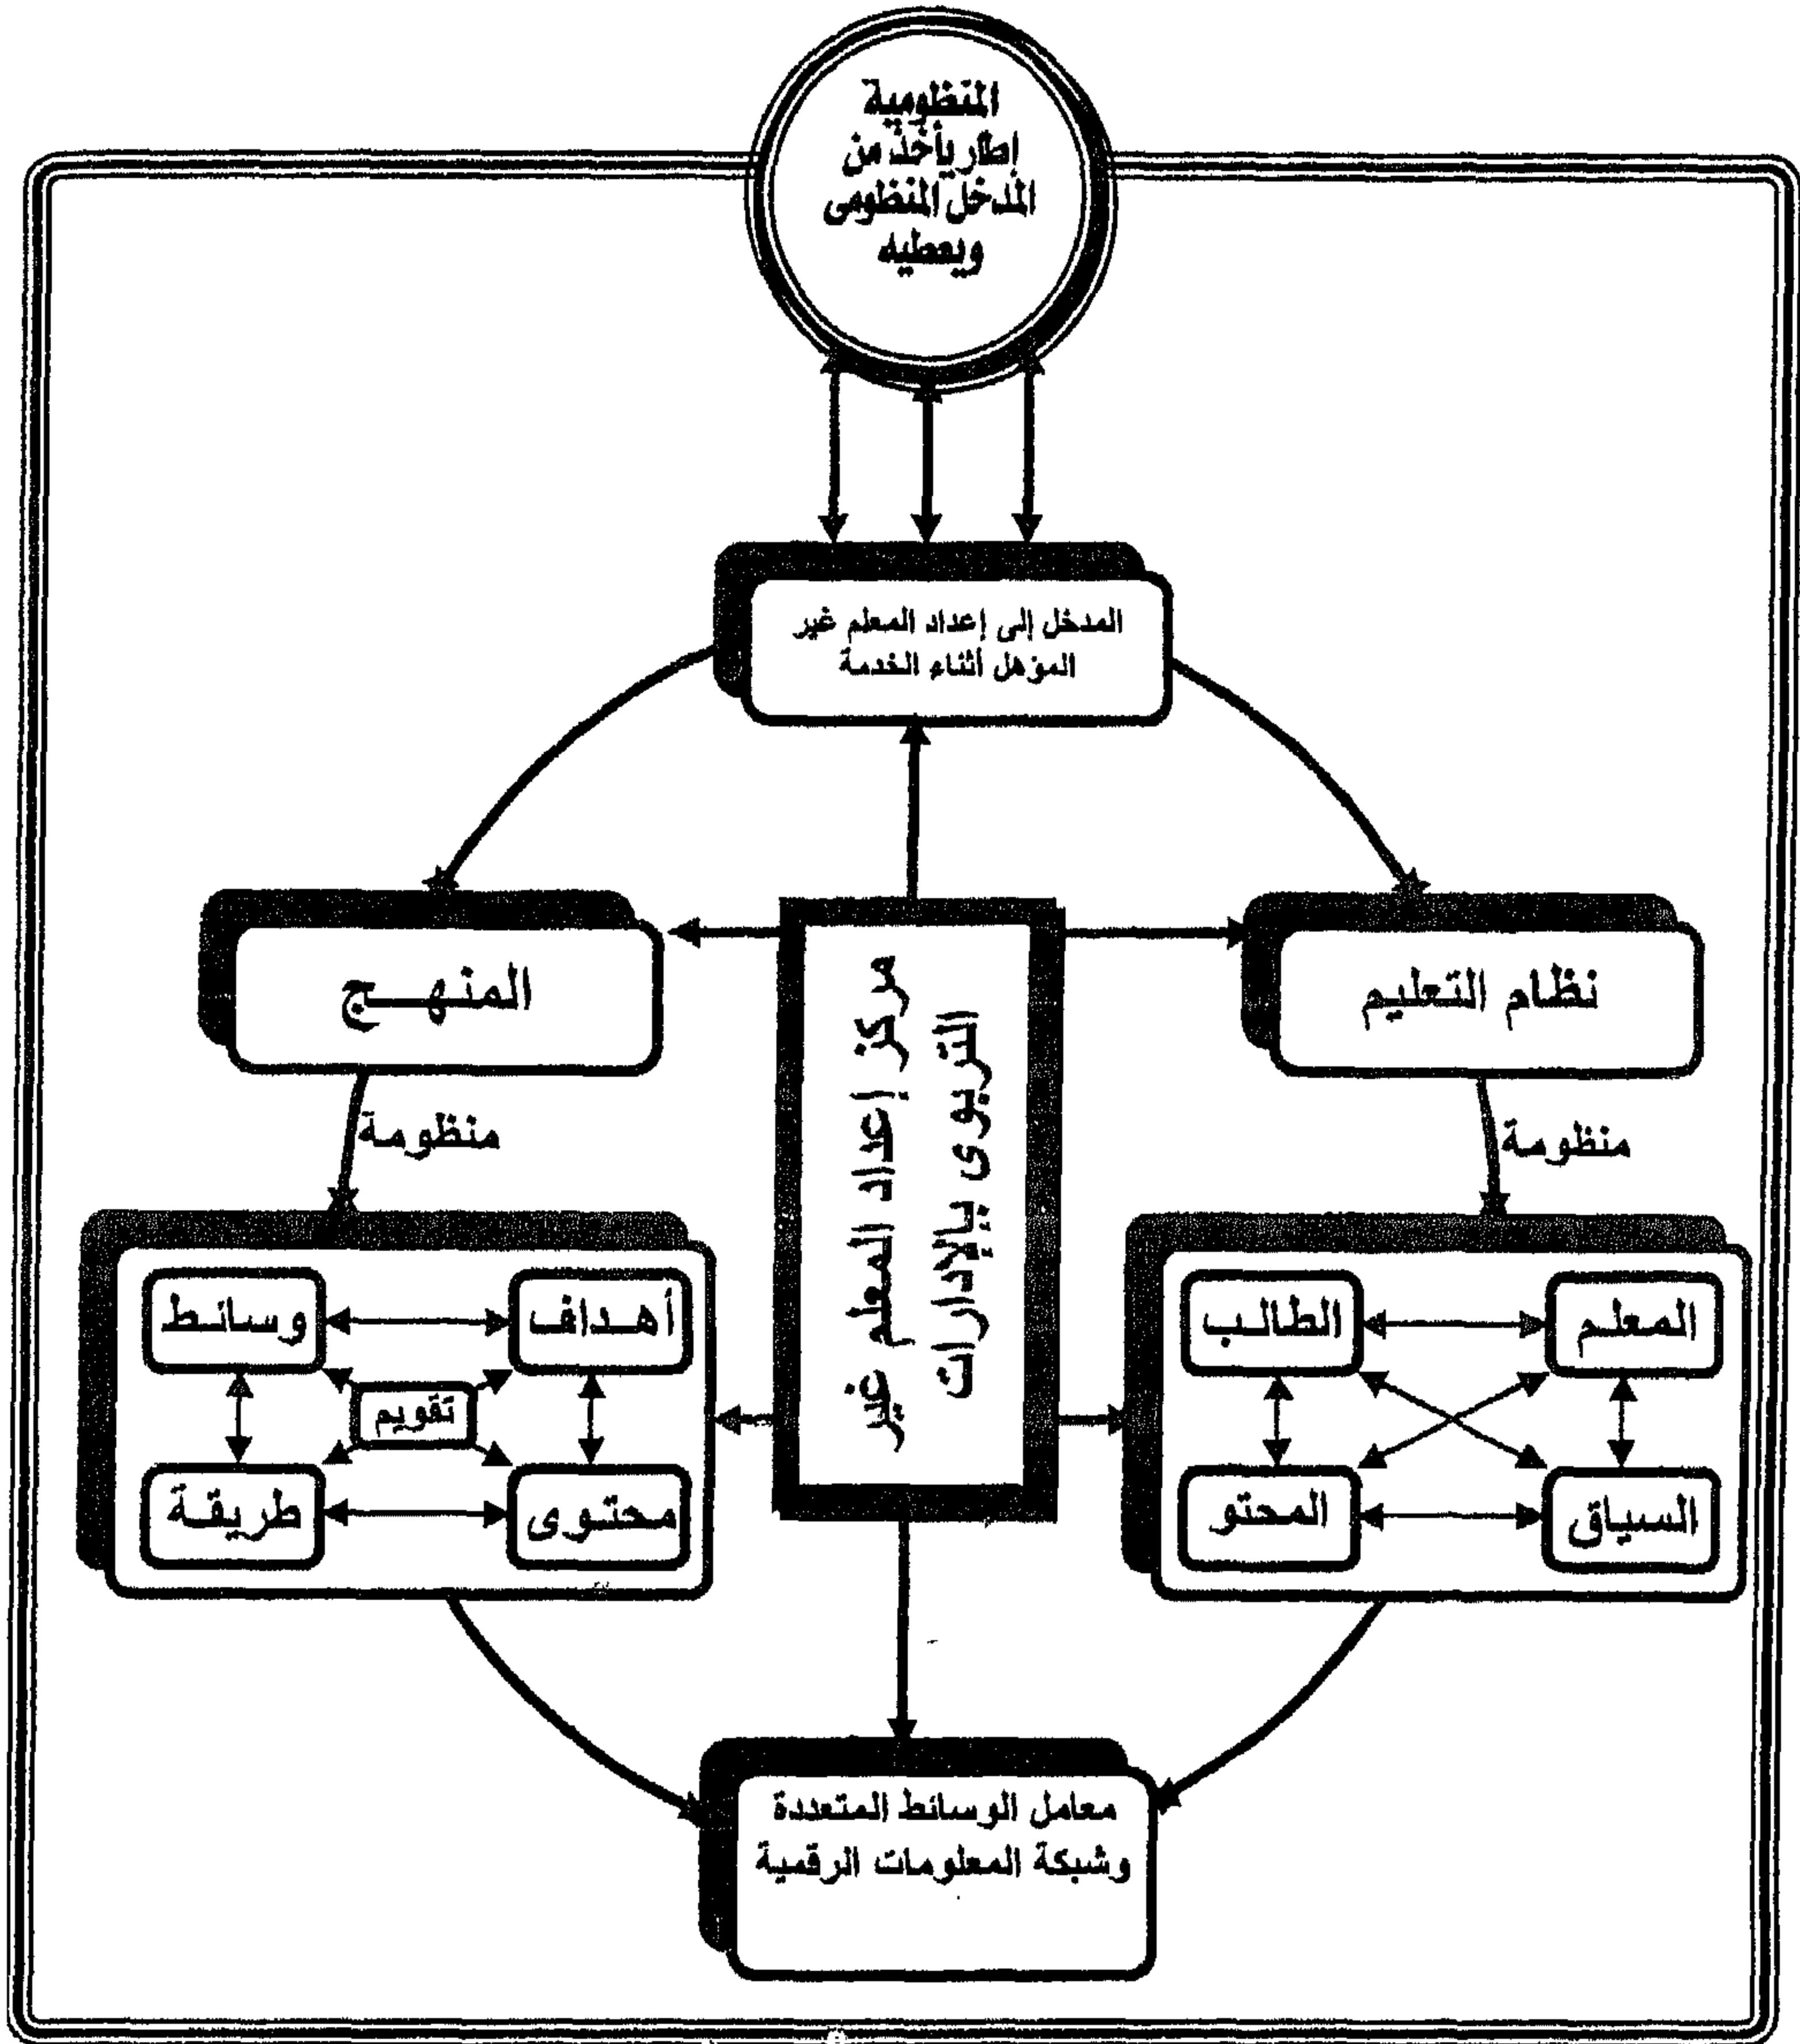 المنظومية
إطار يأخذ من
المدخل المنظومى
ويعطيه
المدخل إلى إعداد المعلم غير
المؤهل أثناء الخدمة
نظام التعليم
المنهـــج
مركز إعداد المعلم غير
التربوى بالإدارات
منظومة
منظومة
المعلـم
الطالـب
السياق
المحتو
أهـداف
وسائـط
تقويم
محتـوى
طريقـة
معامل الوسائط المتعددة
وشبكة المعلومات الرقمية